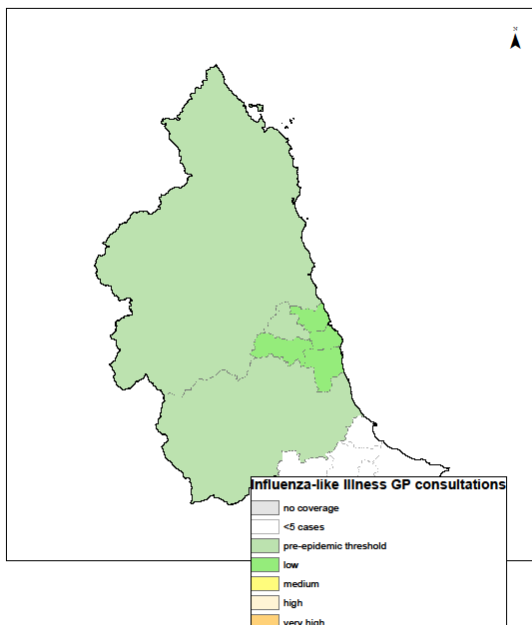 Influenza-like Illness GP consultations
no coverage
<5 cases
pre-epidemic threshold
low
medium
high
very high